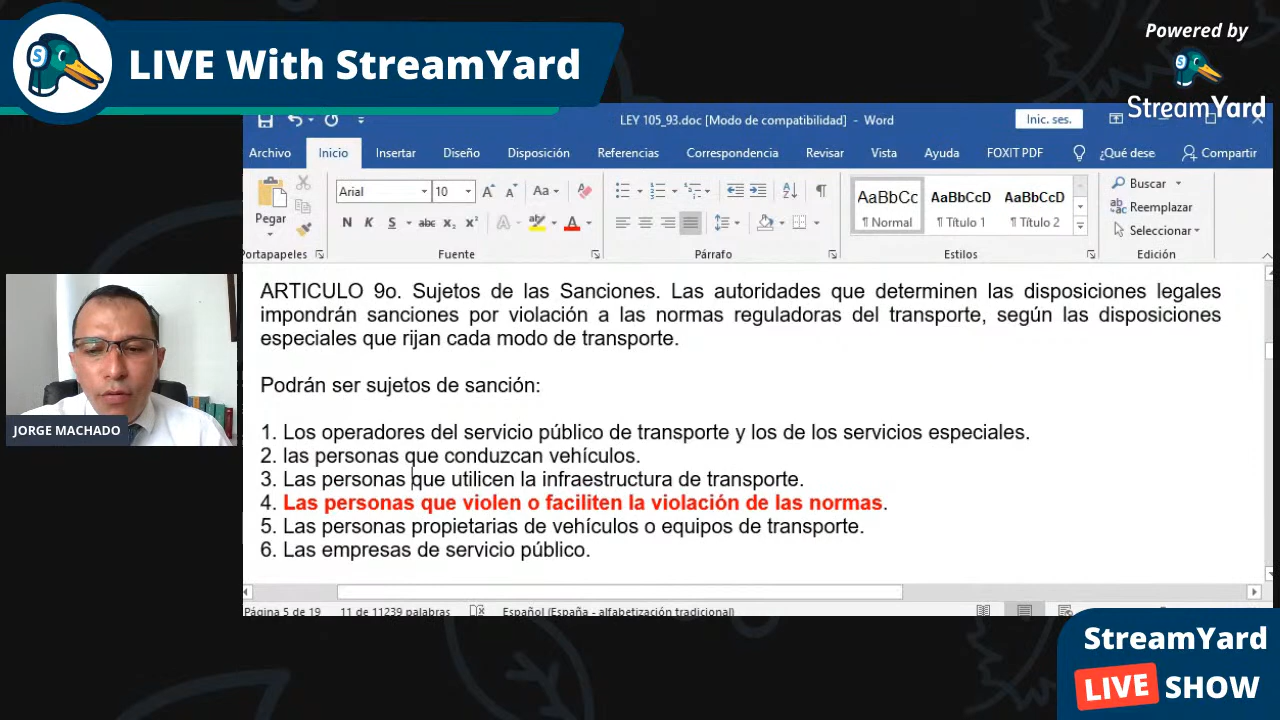 LIVE With StreamYard
Powered by
StreamYard
LEY 105_93.doc [Modo de compatibilidad] - Word
Inic. ses.
Archivo Inicio Insertar Diseño Disposición Referencias Correspondencia Revisar Vista Ayuda FOXIT PDF ¿Qué dese Compartir
Pegar
Arial 10
N K S abc x₂ x²
Aa
A
AaBbCc AaBbCcD AaBbCcD
¶ Normal ¶ Título 1 ¶ Título 2
Buscar
Reemplazar
Seleccionar
Portapapeles Fuente Párrafo Estilos Edición
ARTICULO 9o. Sujetos de las Sanciones. Las autoridades que determinen las disposiciones legales
impondrán sanciones por violación a las normas reguladoras del transporte, según las disposiciones
especiales que rijan cada modo de transporte.
Podrán ser sujetos de sanción:
1. Los operadores del servicio público de transporte y los de los servicios especiales.
2. las personas que conduzcan vehículos.
3. Las personas que utilicen la infraestructura de transporte.
4. Las personas que violen o faciliten la violación de las normas.
5. Las personas propietarias de vehículos o equipos de transporte.
6. Las empresas de servicio público.
JORGE MACHADO
Página 5 de 19 11 de 11239 palabras Español (España - alfabetización tradicional)
StreamYard
LIVE SHOW